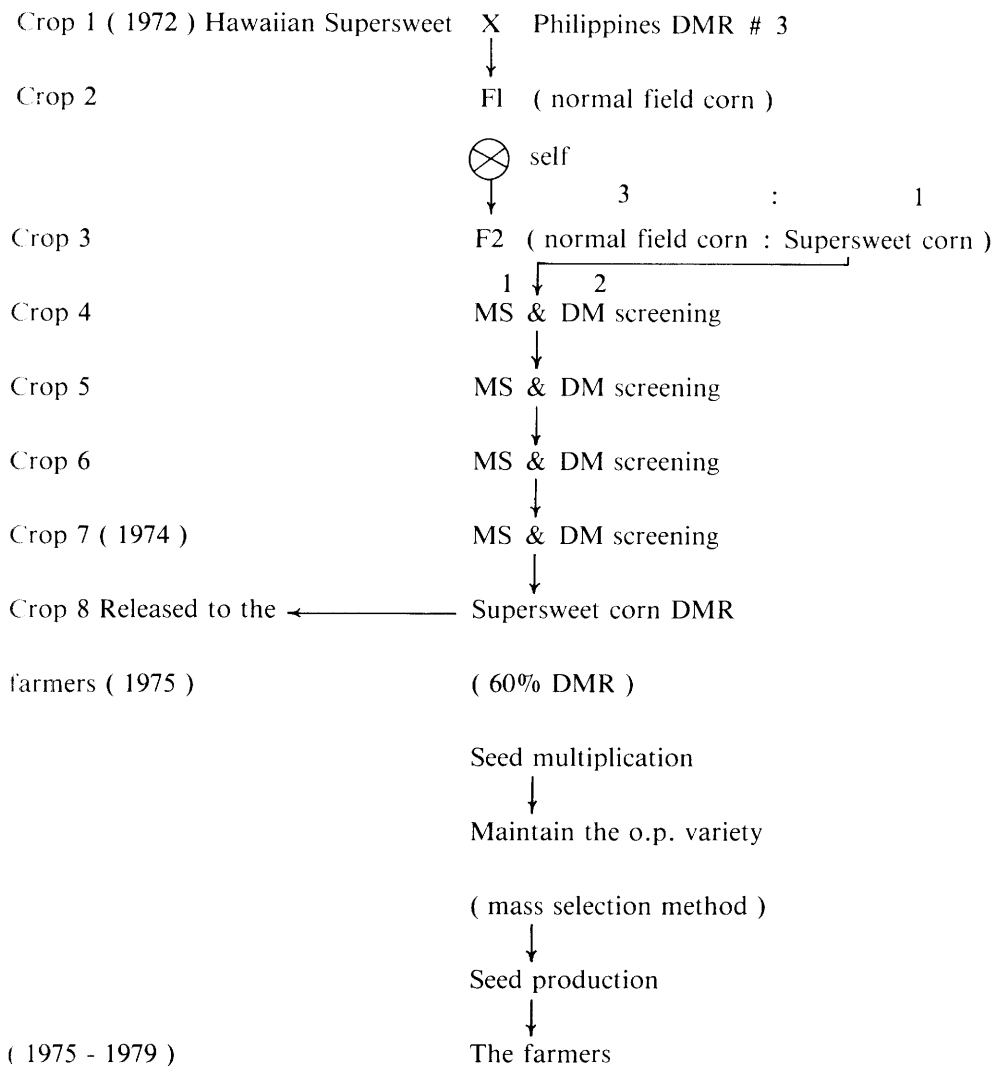 Crop 1 ( 1972 ) Hawaiian Supersweet X Philippines DMR # 3
Crop 2 F1 ( normal field corn )
self
3 : 1
Crop 3 F2 ( normal field corn : Supersweet corn )
1 2
Crop 4 MS & DM screening
Crop 5 MS & DM screening
Crop 6 MS & DM screening
Crop 7 ( 1974 ) MS & DM screening
Crop 8 Released to the Supersweet corn DMR
farmers ( 1975 ) ( 60% DMR )
Seed multiplication
Maintain the o.p. variety
( mass selection method )
Seed production
( 1975 - 1979 ) The farmers